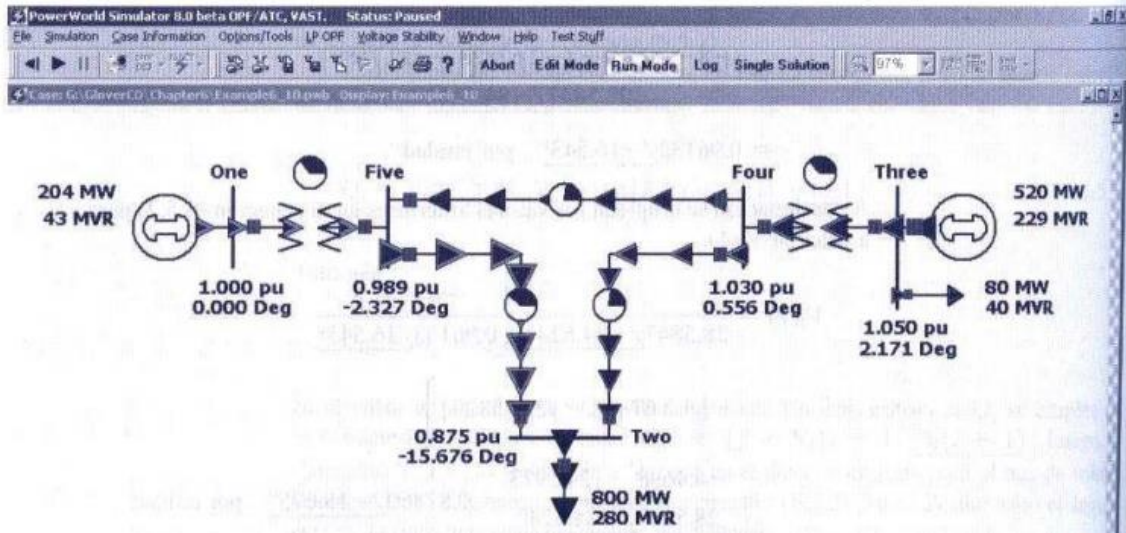 PowerWorld Simulator 8.0 beta OPF/ATC, VAST. Status: Paused
File Simulation Case Information Options/Tools LP OPF Voltage Stability Window Help Test Stuff
Abort Edit Mode Run Mode Log Single Solution 97%
Case: G:\GloverCD_Chapter6\Example6_10.pwb Display: Example6_10
One Five Four Three
204 MW
43 MVR
520 MW
229 MVR
1.000 pu
0.000 Deg
0.989 pu
-2.327 Deg
1.030 pu
0.556 Deg
80 MW
40 MVR
1.050 pu
2.171 Deg
0.875 pu
-15.676 Deg
Two
800 MW
280 MVR